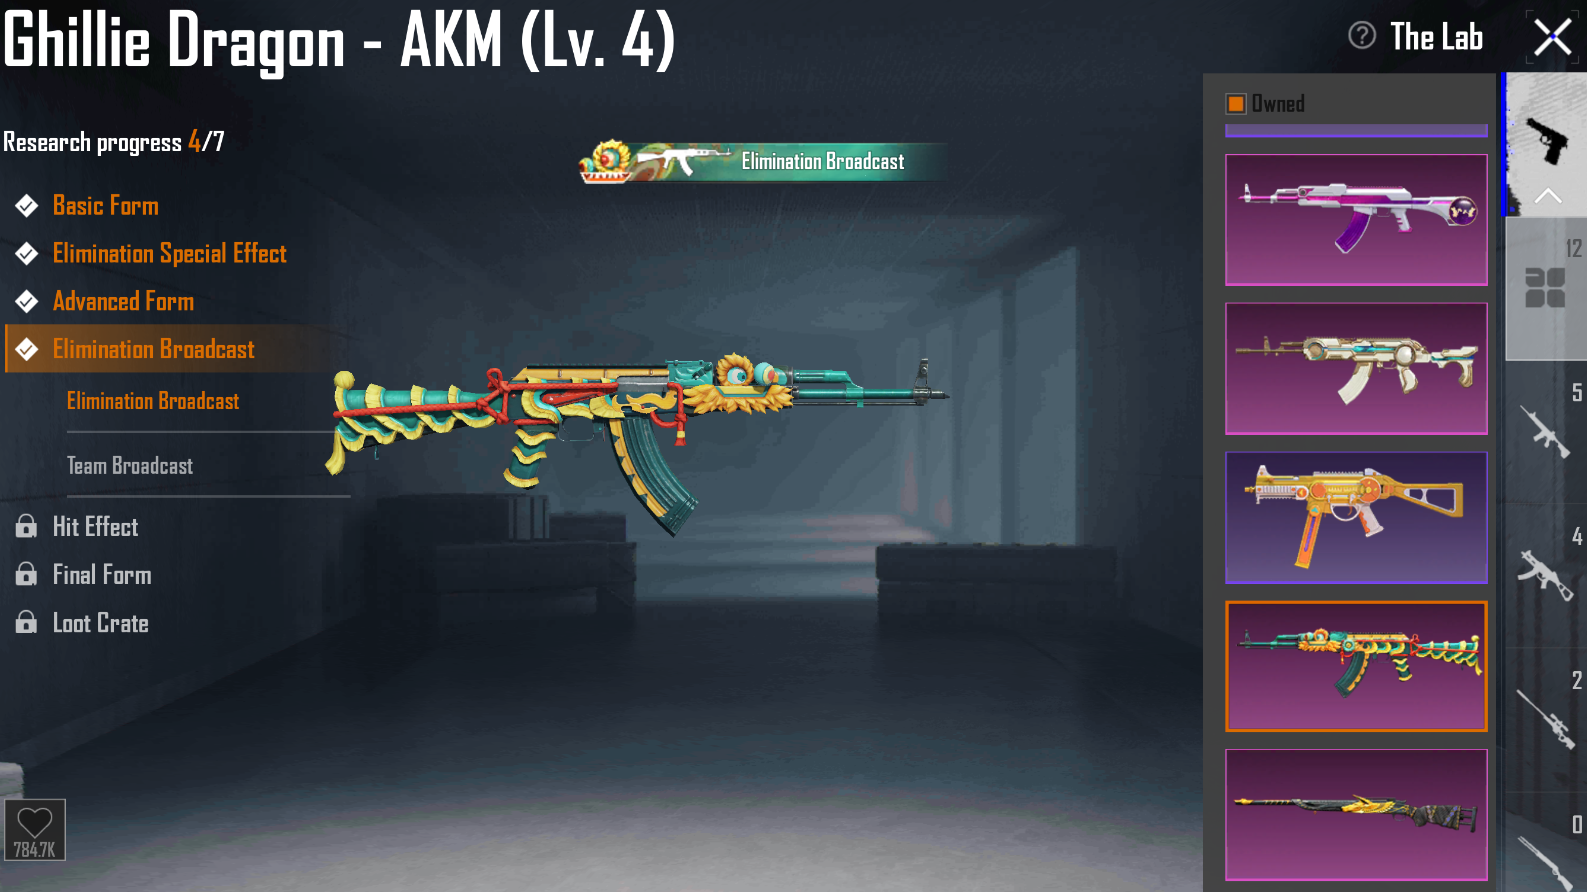 Ghillie Dragon - AKM (Lv. 4)
The Lab
Owned
Research progress 4/7
Elimination Broadcast
Basic Form
Elimination Special Effect
Advanced Form
Elimination Broadcast
Elimination Broadcast
Team Broadcast
Hit Effect
Final Form
Loot Crate
784.7K
12
5
4
2
0